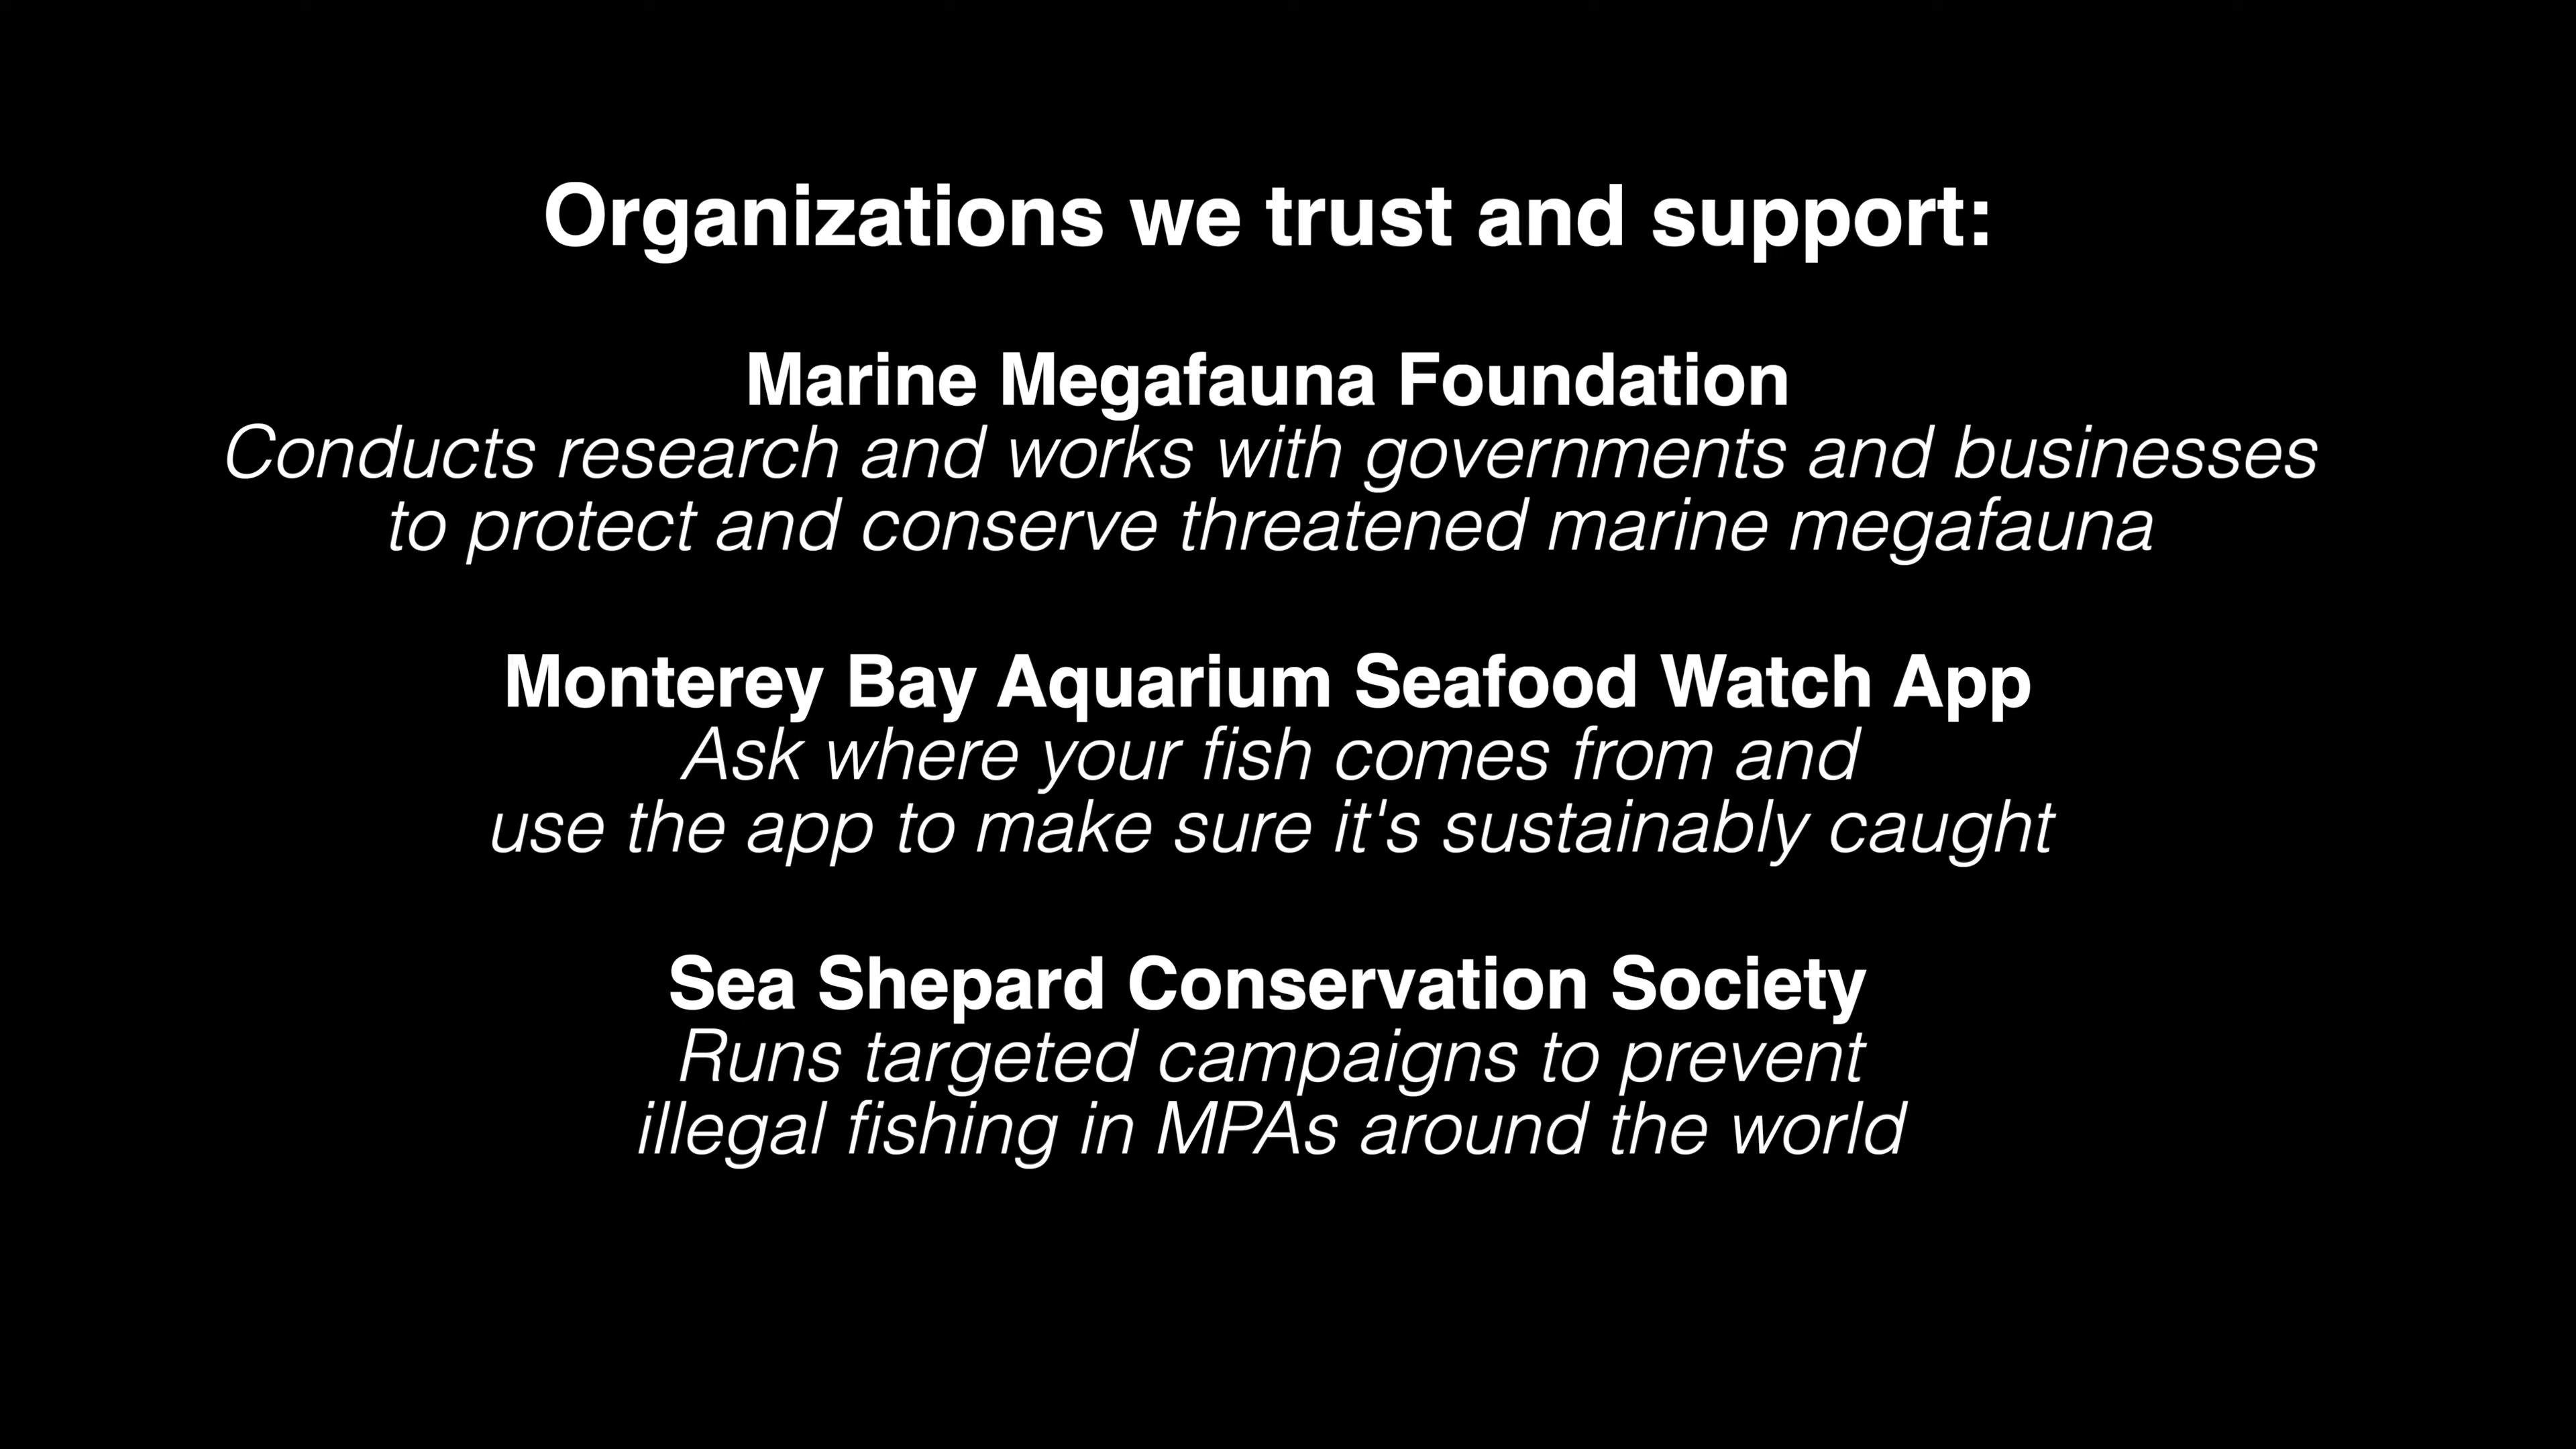 Organizations we trust and support:
Marine Megafauna Foundation
Conducts research and works with governments and businesses
to protect and conserve threatened marine megafauna
Monterey Bay Aquarium Seafood Watch App
Ask where your fish comes from and
use the app to make sure it's sustainably caught
Sea Shepard Conservation Society
Runs targeted campaigns to prevent
illegal fishing in MPAs around the world